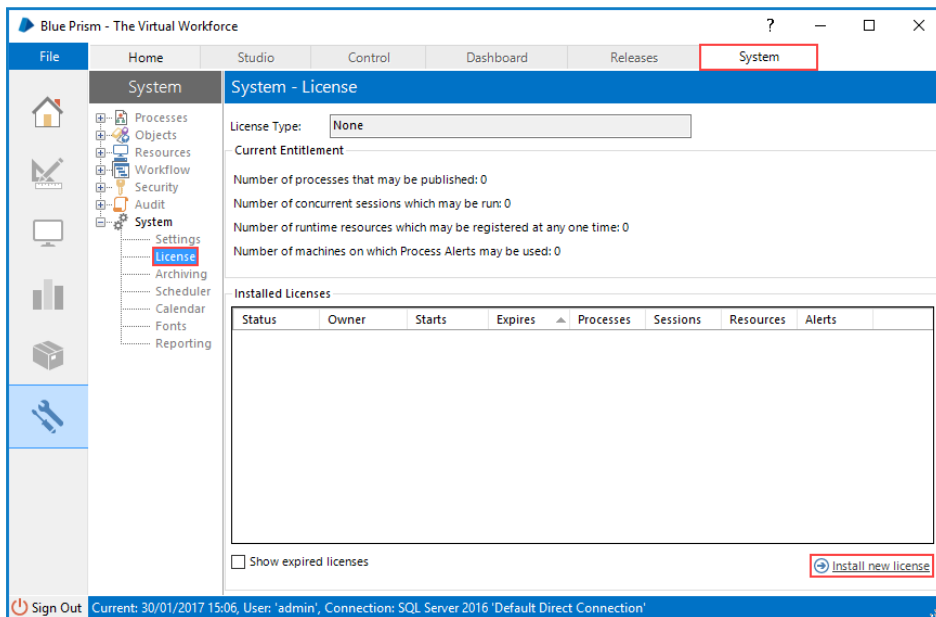 Blue Prism - The Virtual Workforce
?
File
Home
Studio
Control
Dashboard
Releases
System
System
System - License
Processes
Objects
Resources
Workflow
Security
Audit
System
Settings
License
Archiving
Scheduler
Calendar
Fonts
Reporting
License Type: None
Current Entitlement
Number of processes that may be published: 0
Number of concurrent sessions which may be run: 0
Number of runtime resources which may be registered at any one time: 0
Number of machines on which Process Alerts may be used: 0
Installed Licenses
Status Owner Starts Expires Processes Sessions Resources Alerts
Show expired licenses
Install new license
Sign Out
Current: 30/01/2017 15:06, User: 'admin', Connection: SQL Server 2016 'Default Direct Connection'